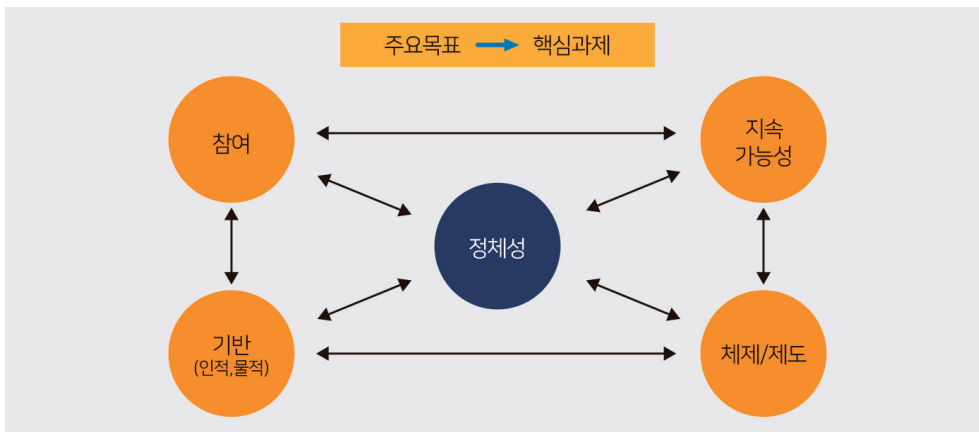 주요목표 → 핵심과제
참여
지속
가능성
정체성
기반
(인적,물적)
체제/제도